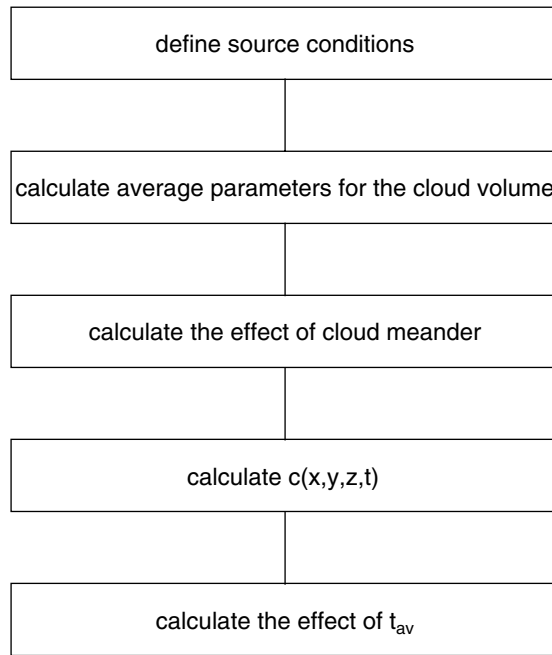 define source conditions
calculate average parameters for the cloud volume
calculate the effect of cloud meander
calculate c(x,y,z,t)
calculate the effect of t_av